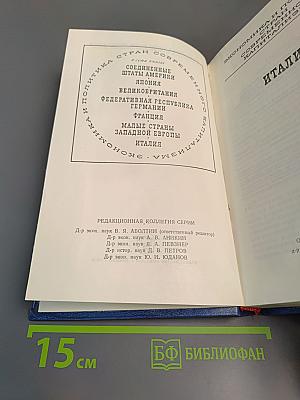 ЭКОНОМИКА И ПОЛИТИКА СТРАН СОВРЕМЕННОГО КАПИТАЛИЗМА
СОЕДИНЕННЫЕ
ШТАТЫ АМЕРИКИ
ЯПОНИЯ
ВЕЛИКОБРИТАНИЯ
ФЕДЕРАТИВНАЯ РЕСПУБЛИКА
ГЕРМАНИИ
ФРАНЦИЯ
МАЛЫЕ СТРАНЫ
ЗАПАДНОЙ ЕВРОПЫ
ИТАЛИЯ
РЕДАКЦИОННАЯ КОЛЛЕГИЯ СЕРИИ
Д-р экон. наук В. Я. АБОЛТИН (ответственный редактор)
Д-р экон. наук А. В. АНИКИН
Д-р экон. наук Я. А. ПЕВЗНЕР
Д-р истор. наук Д. В. ПЕТРОВ
Д-р экон. наук Ю. И. ЮДАНОВ
ЭКОНОМИКА И
ИТАЛИ
15 см
БФ БИБЛИОФАН